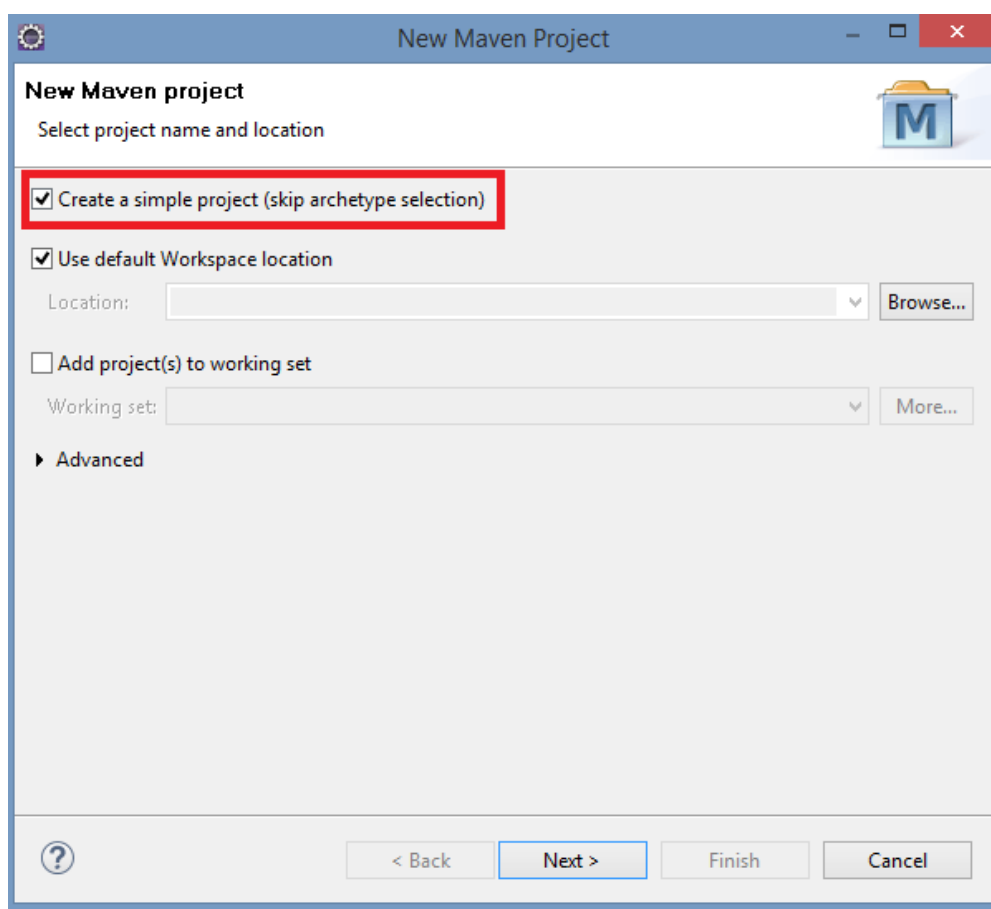 New Maven Project
New Maven project
Select project name and location
M
Create a simple project (skip archetype selection)
Use default Workspace location
Location:
Browse...
Add project(s) to working set
Working set:
More...
Advanced
?
< Back
Next >
Finish
Cancel